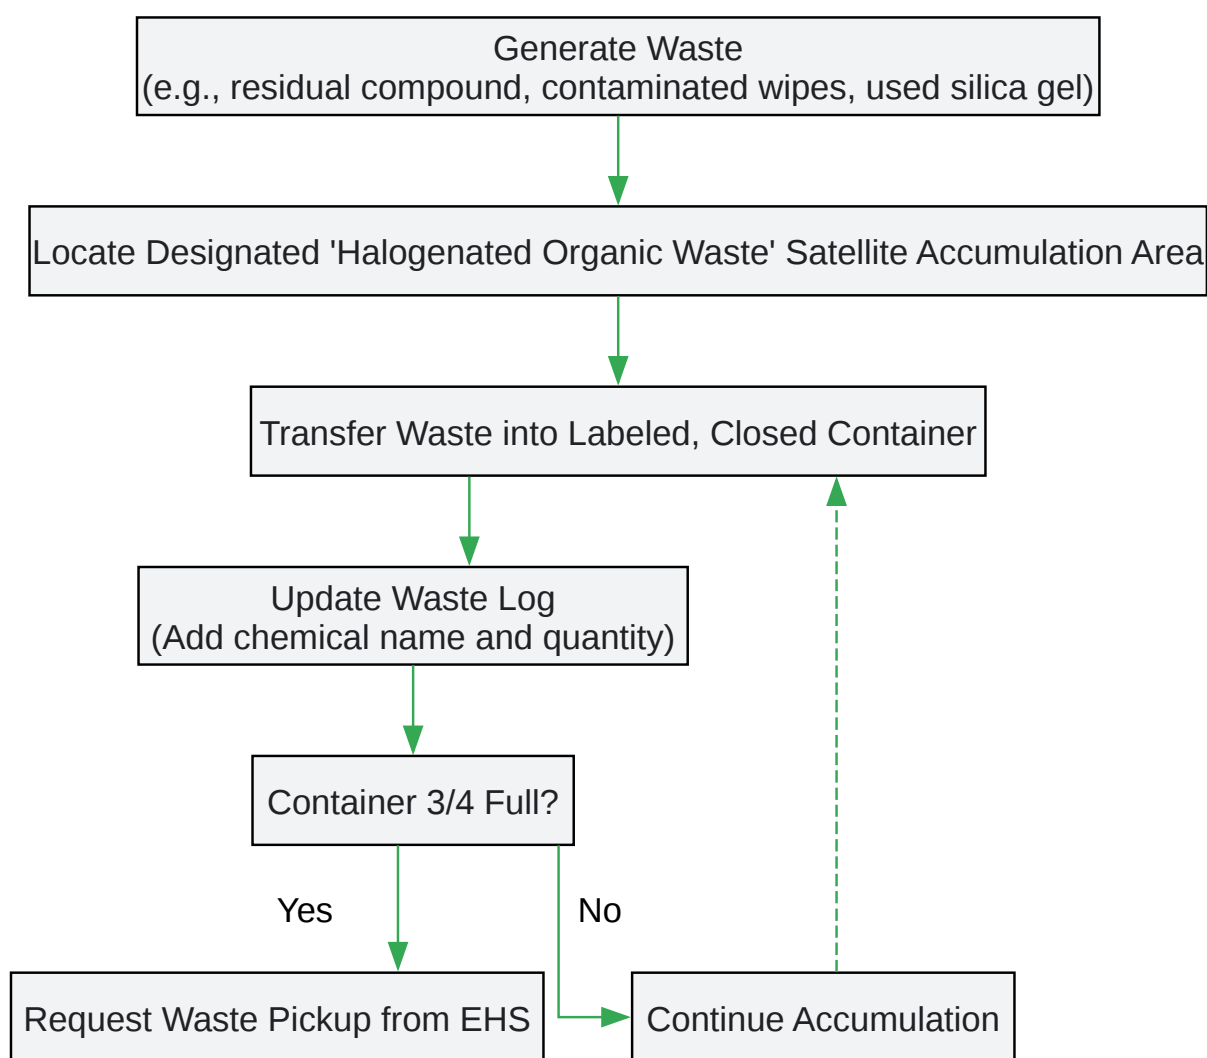 Generate Waste
(e.g., residual compound, contaminated wipes, used silica gel)
Locate Designated 'Halogenated Organic Waste' Satellite Accumulation Area
Transfer Waste into Labeled, Closed Container
Update Waste Log
(Add chemical name and quantity)
Container 3/4 Full?
Yes
No
Request Waste Pickup from EHS
Continue Accumulation